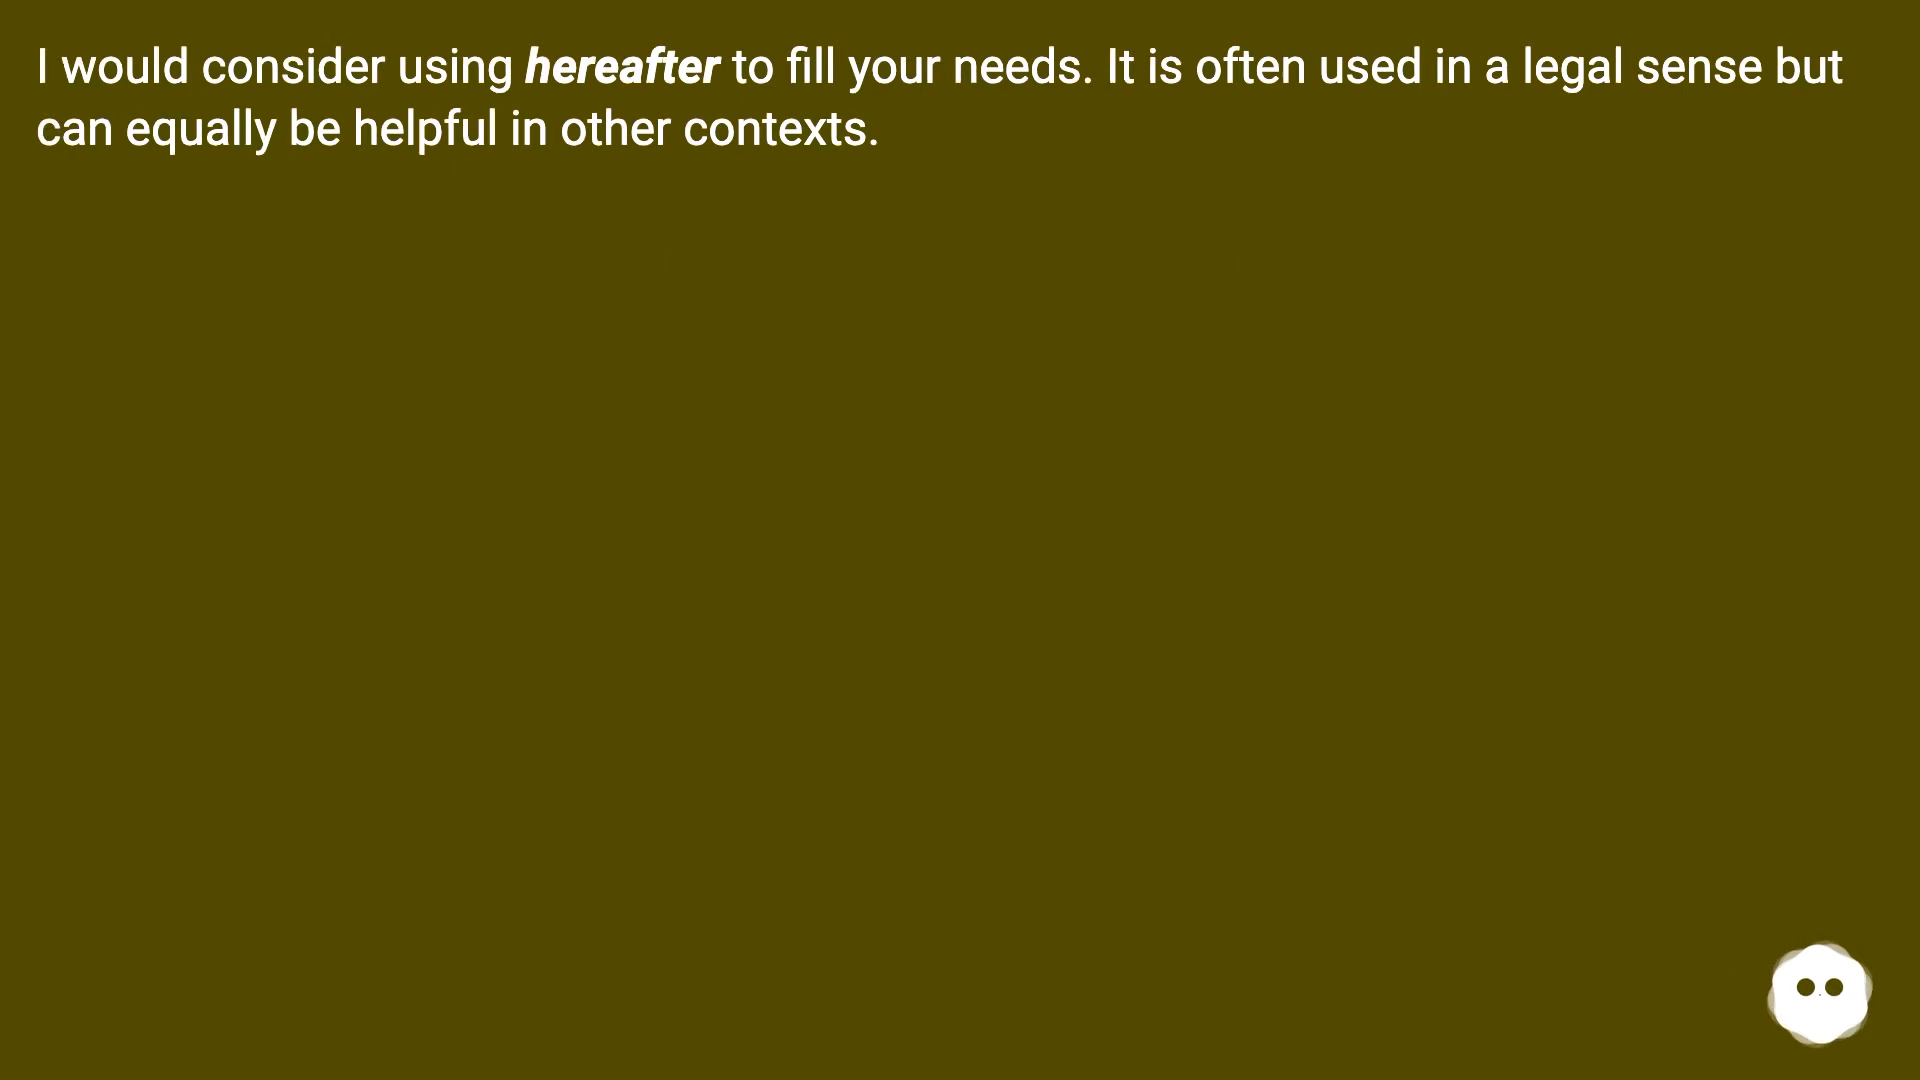 I would consider using hereafter to fill your needs. It is often used in a legal sense but
can equally be helpful in other contexts.